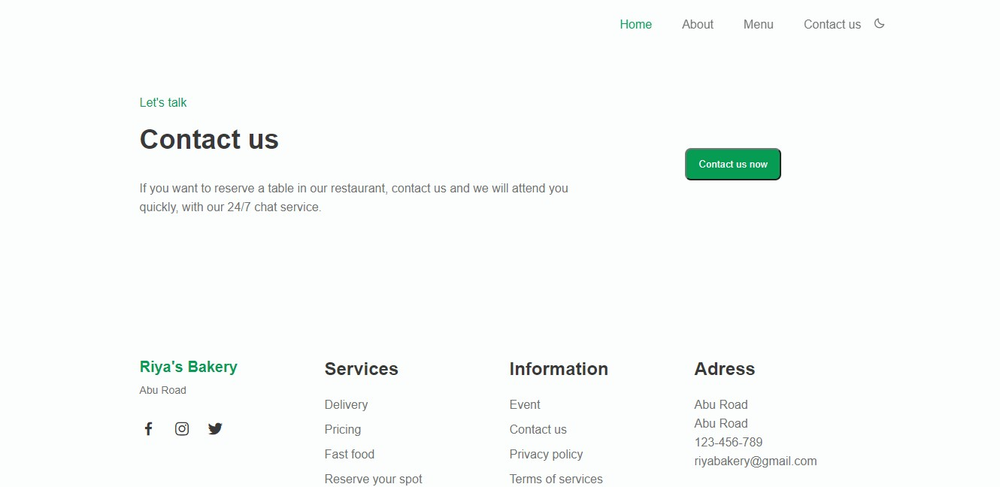 Home About Menu Contact us
Let's talk
Contact us
If you want to reserve a table in our restaurant, contact us and we will attend you
quickly, with our 24/7 chat service.
Contact us now
Riya's Bakery
Abu Road
Services
Delivery
Pricing
Fast food
Reserve your spot
Information
Event
Contact us
Privacy policy
Terms of services
Adress
Abu Road
Abu Road
123-456-789
riyabakery@gmail.com